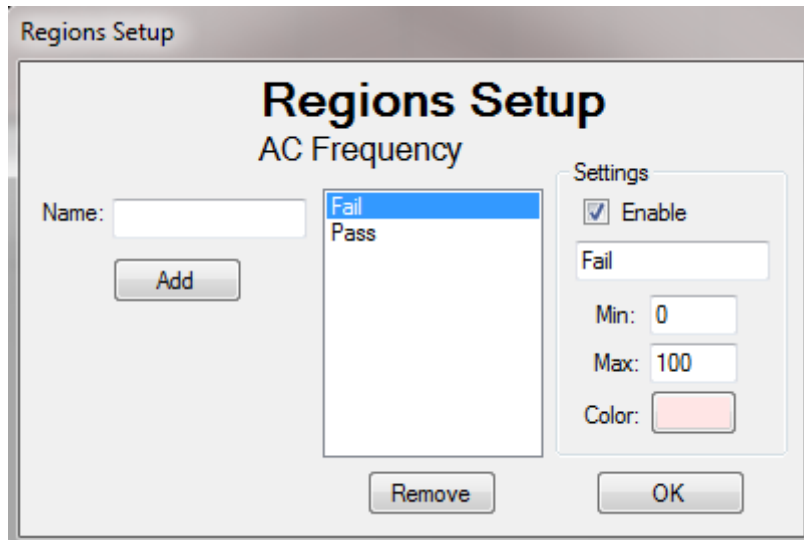 Regions Setup
Regions Setup
AC Frequency
Name:
Add
Fail
Pass
Remove
Settings
Enable
Fail
Min: 0
Max: 100
Color:
OK